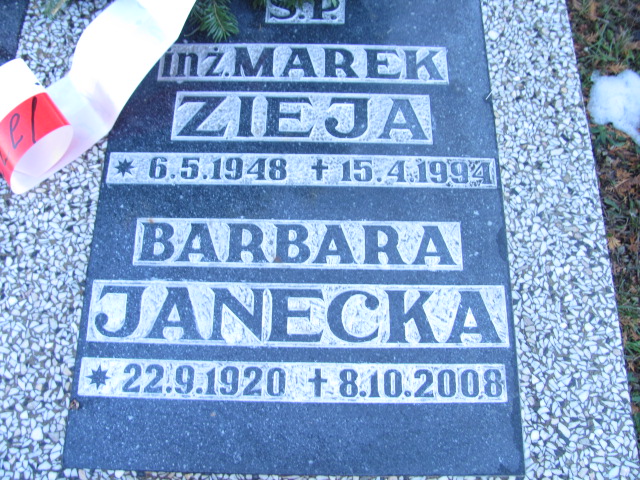 Ś.P.
inż. MAREK
ZIEJA
* 6.5.1948 ✝ 15.4.1994
BARBARA
JANECKA
* 22.9.1920 ✝ 8.10.2008